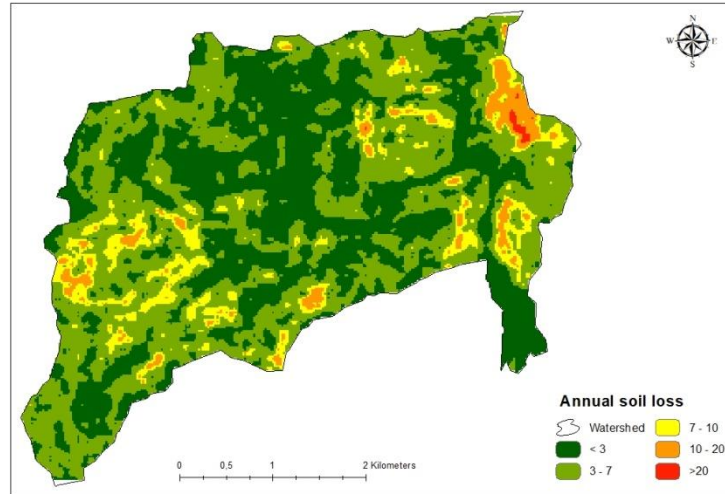 N
W E
S
Annual soil loss
Watershed
< 3
3 - 7
7 - 10
10 - 20
>20
0 0,5 1 2 Kilometers